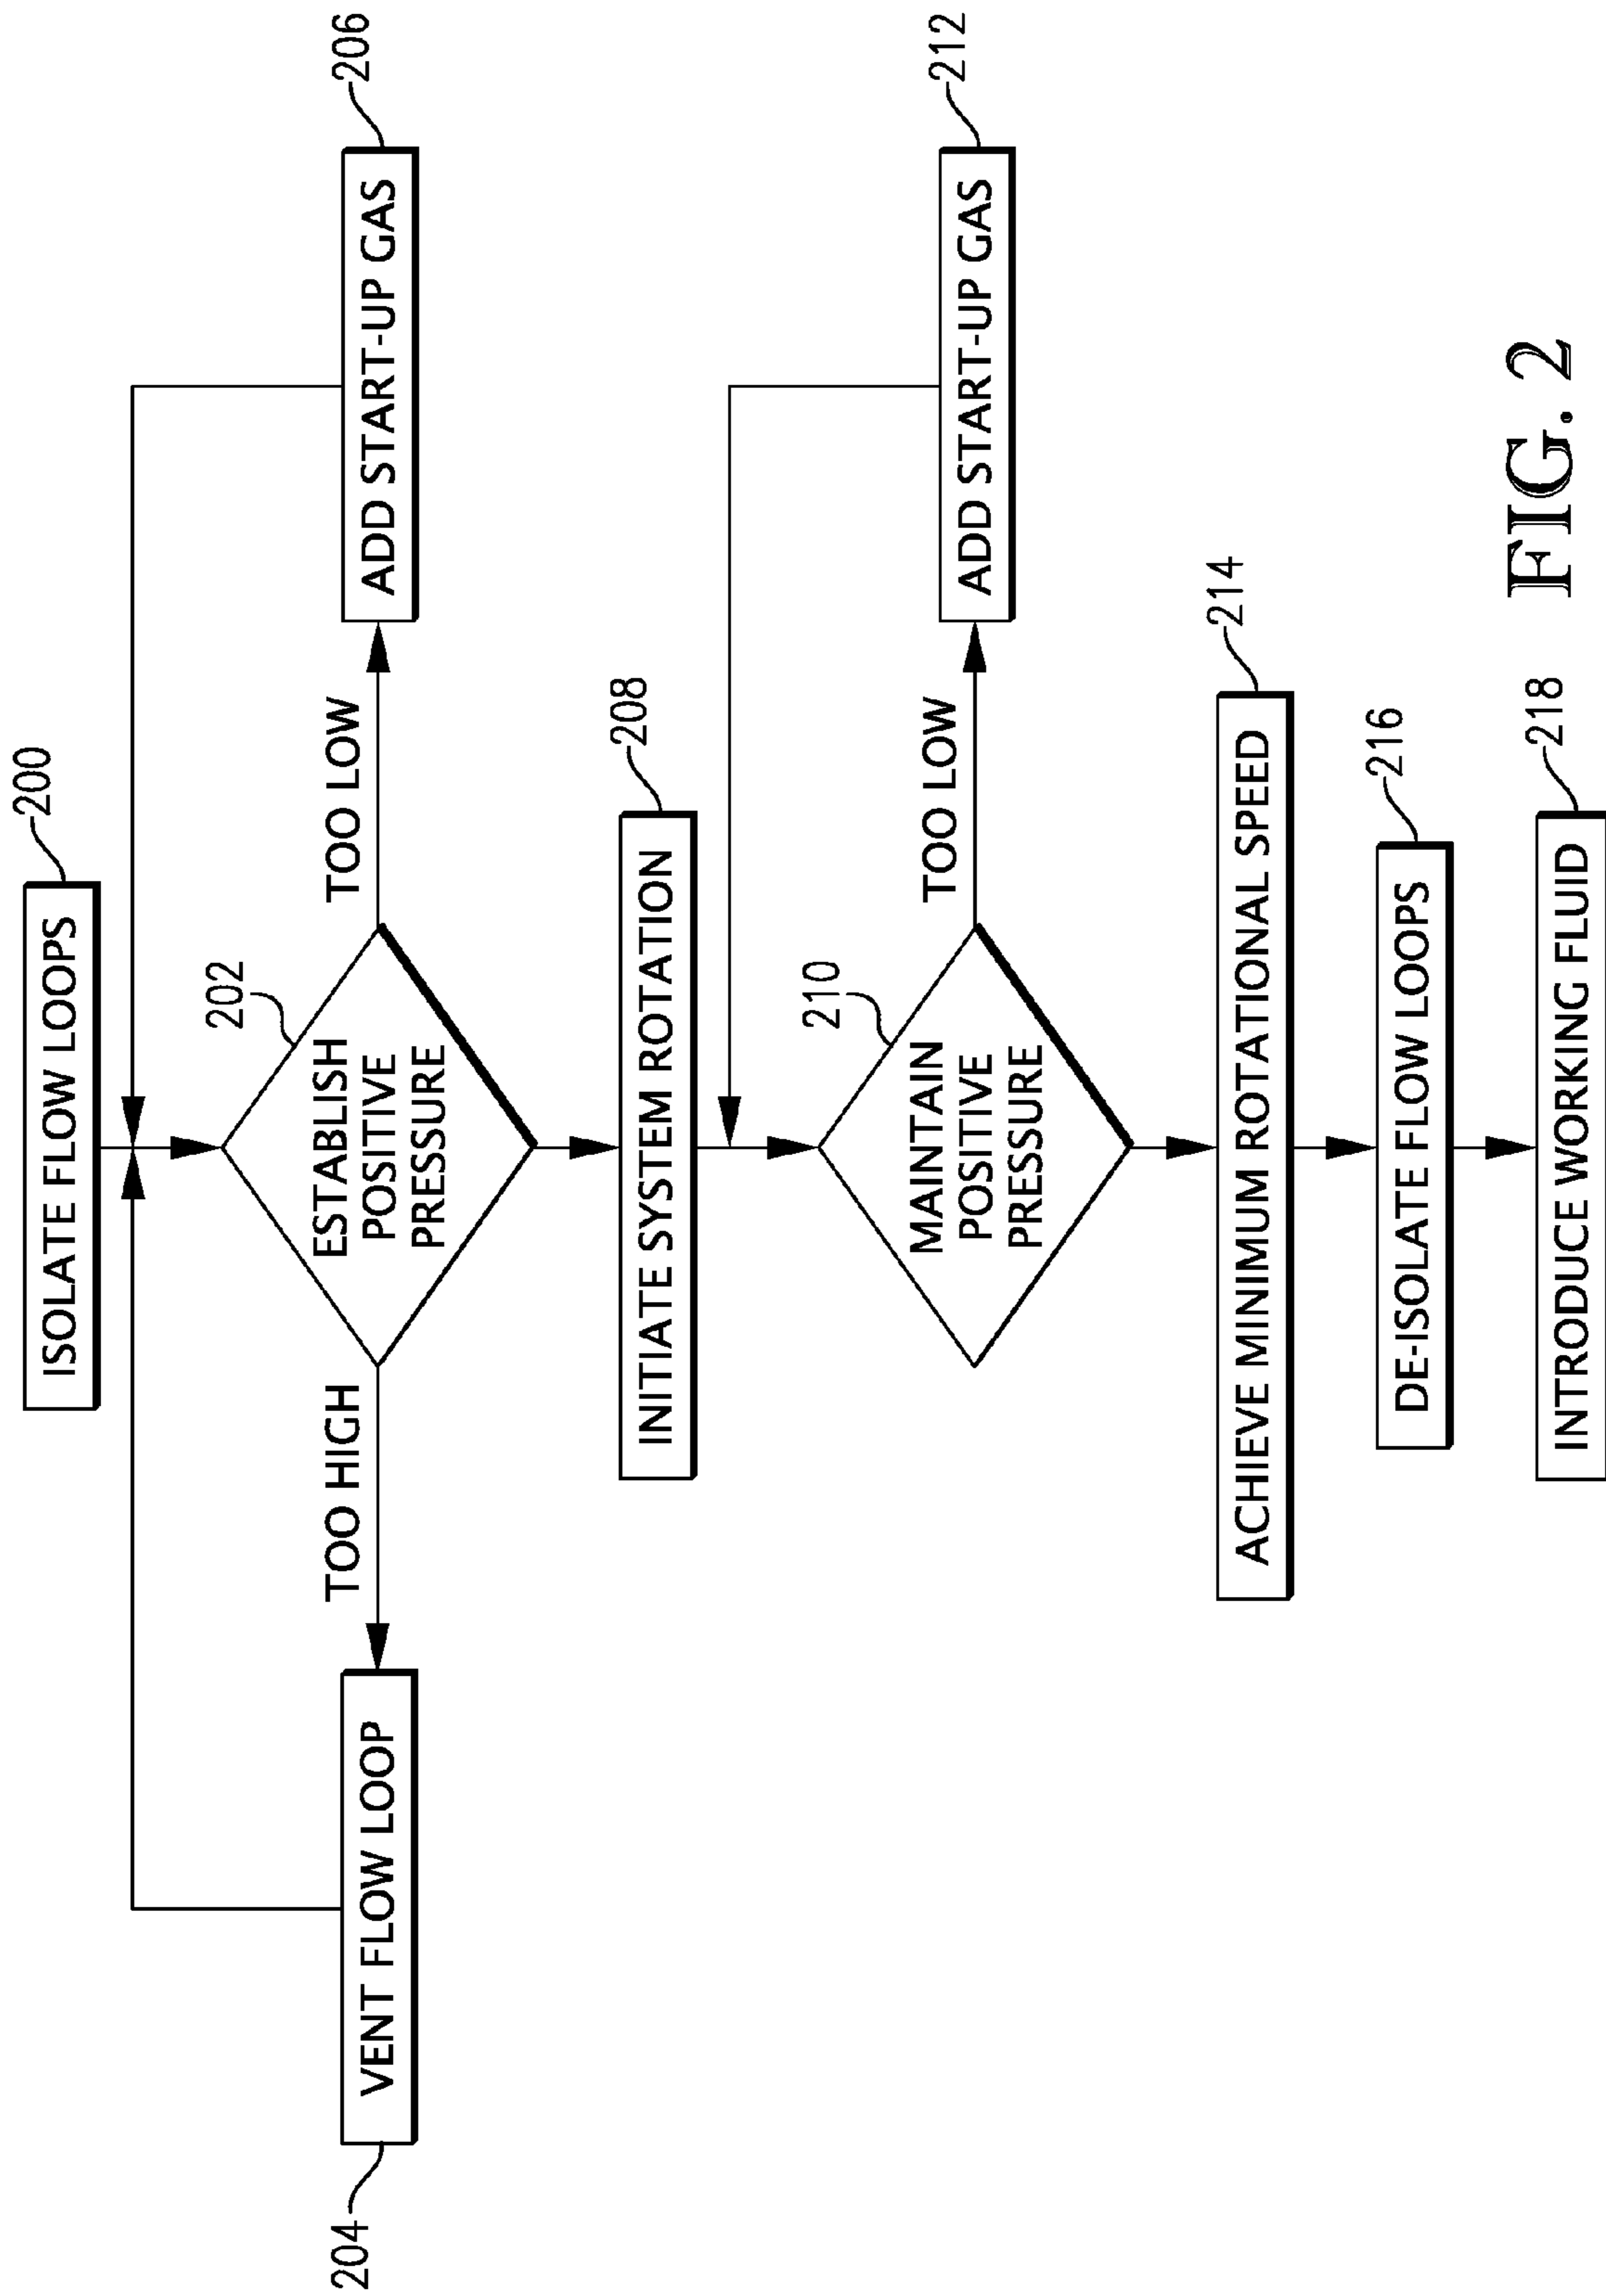 200
ISOLATE FLOW LOOPS
202
ESTABLISH
POSITIVE
PRESSURE
TOO HIGH
TOO LOW
204
VENT FLOW LOOP
206
ADD START-UP GAS
208
INITIATE SYSTEM ROTATION
210
MAINTAIN
POSITIVE
PRESSURE
TOO LOW
212
ADD START-UP GAS
214
ACHIEVE MINIMUM ROTATIONAL SPEED
216
DE-ISOLATE FLOW LOOPS
218
INTRODUCE WORKING FLUID
FIG. 2